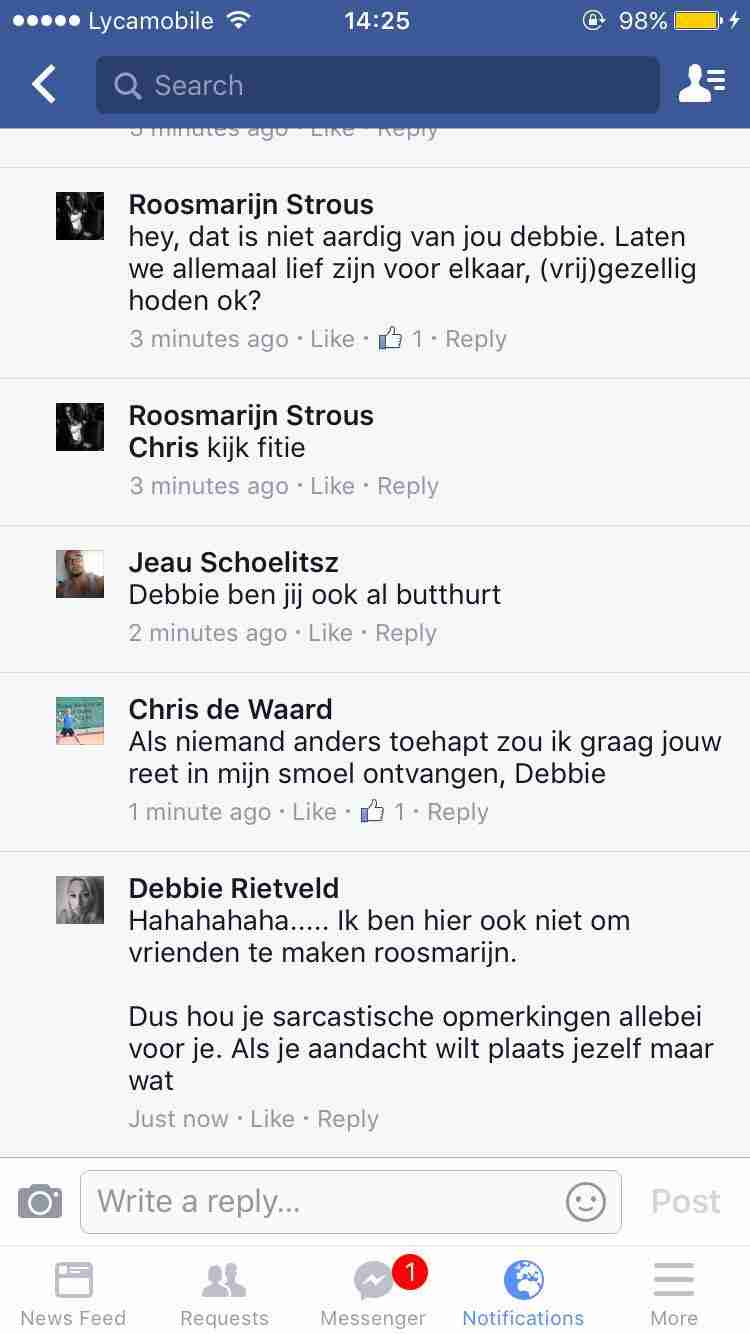 Lycamobile 14:25 98%
Search
3 minutes ago · Like · Reply
Roosmarijn Strous
hey, dat is niet aardig van jou debbie. Laten
we allemaal lief zijn voor elkaar, (vrij)gezellig
hoden ok?
3 minutes ago · Like · 1 · Reply
Roosmarijn Strous
Chris kijk fitie
3 minutes ago · Like · Reply
Jeau Schoelitsz
Debbie ben jij ook al butthurt
2 minutes ago · Like · Reply
Chris de Waard
Als niemand anders toehapt zou ik graag jouw
reet in mijn smoel ontvangen, Debbie
1 minute ago · Like · 1 · Reply
Debbie Rietveld
Hahahahaha..... Ik ben hier ook niet om
vrienden te maken roosmarijn.
Dus hou je sarcastische opmerkingen allebei
voor je. Als je aandacht wilt plaats jezelf maar
wat
Just now · Like · Reply
Write a reply... Post
1
News Feed Requests Messenger Notifications More